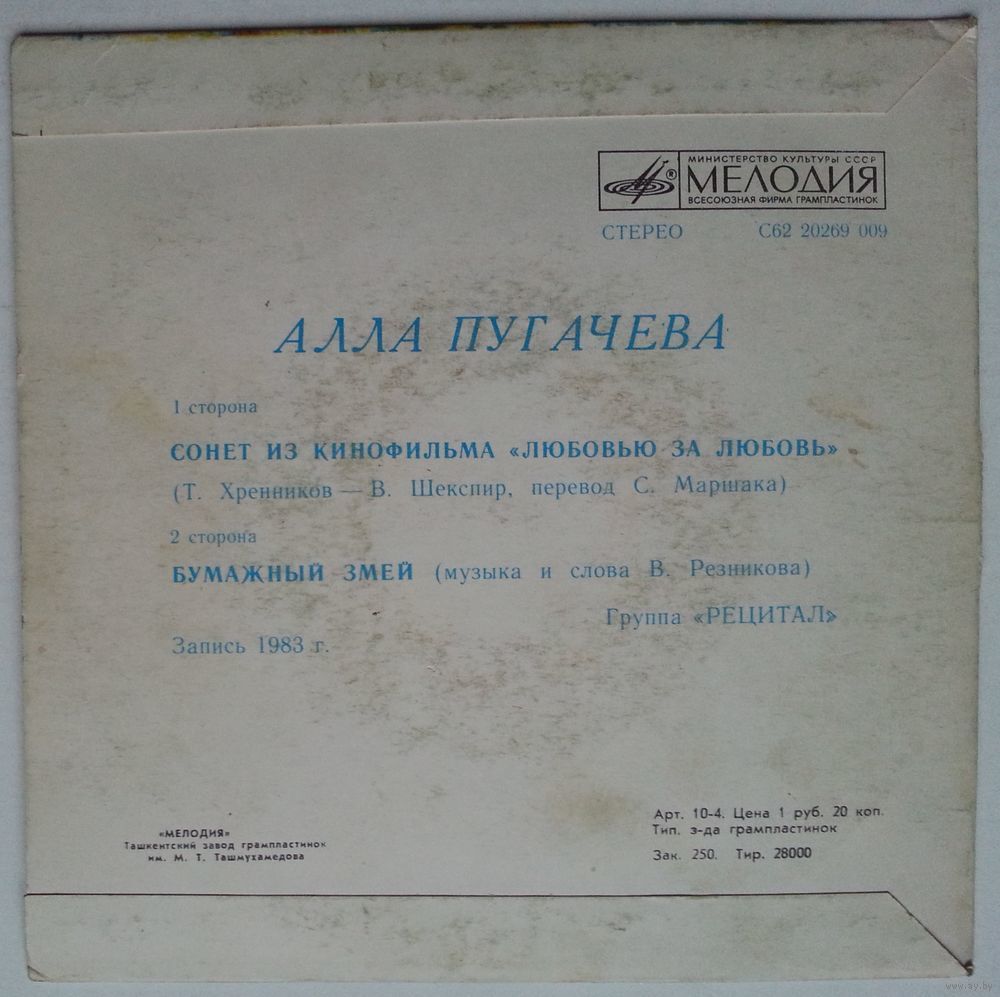 МИНИСТЕРСТВО КУЛЬТУРЫ СССР
® МЕЛОДИЯ
ВСЕСОЮЗНАЯ ФИРМА ГРАМПЛАСТИНОК
СТЕРЕО С62 20269 009
АЛЛА ПУГАЧЕВА
1 сторона
СОНЕТ ИЗ КИНОФИЛЬМА «ЛЮБОВЬЮ ЗА ЛЮБОВЬ»
(Т. Хренников — В. Шекспир, перевод С. Маршака)
2 сторона
БУМАЖНЫЙ ЗМЕЙ (музыка и слова В. Резникова)
Группа «РЕЦИТАЛ»
Запись 1983 г.
«МЕЛОДИЯ»
Ташкентский завод грампластинок
им. М. Т. Ташмухамедова
Арт. 10-4. Цена 1 руб. 20 коп.
Тип. з-да грампластинок
Зак. 250. Тир. 28000
www.ay.by